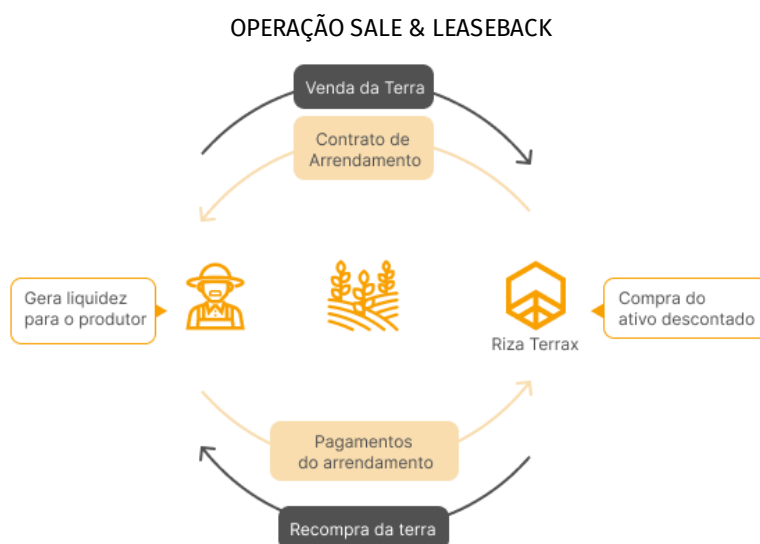 OPERAÇÃO SALE & LEASEBACK
Venda da Terra
Contrato de
Arrendamento
Gera liquidez
para o produtor
Riza Terrax
Compra do
ativo descontado
Pagamentos
do arrendamento
Recompra da terra